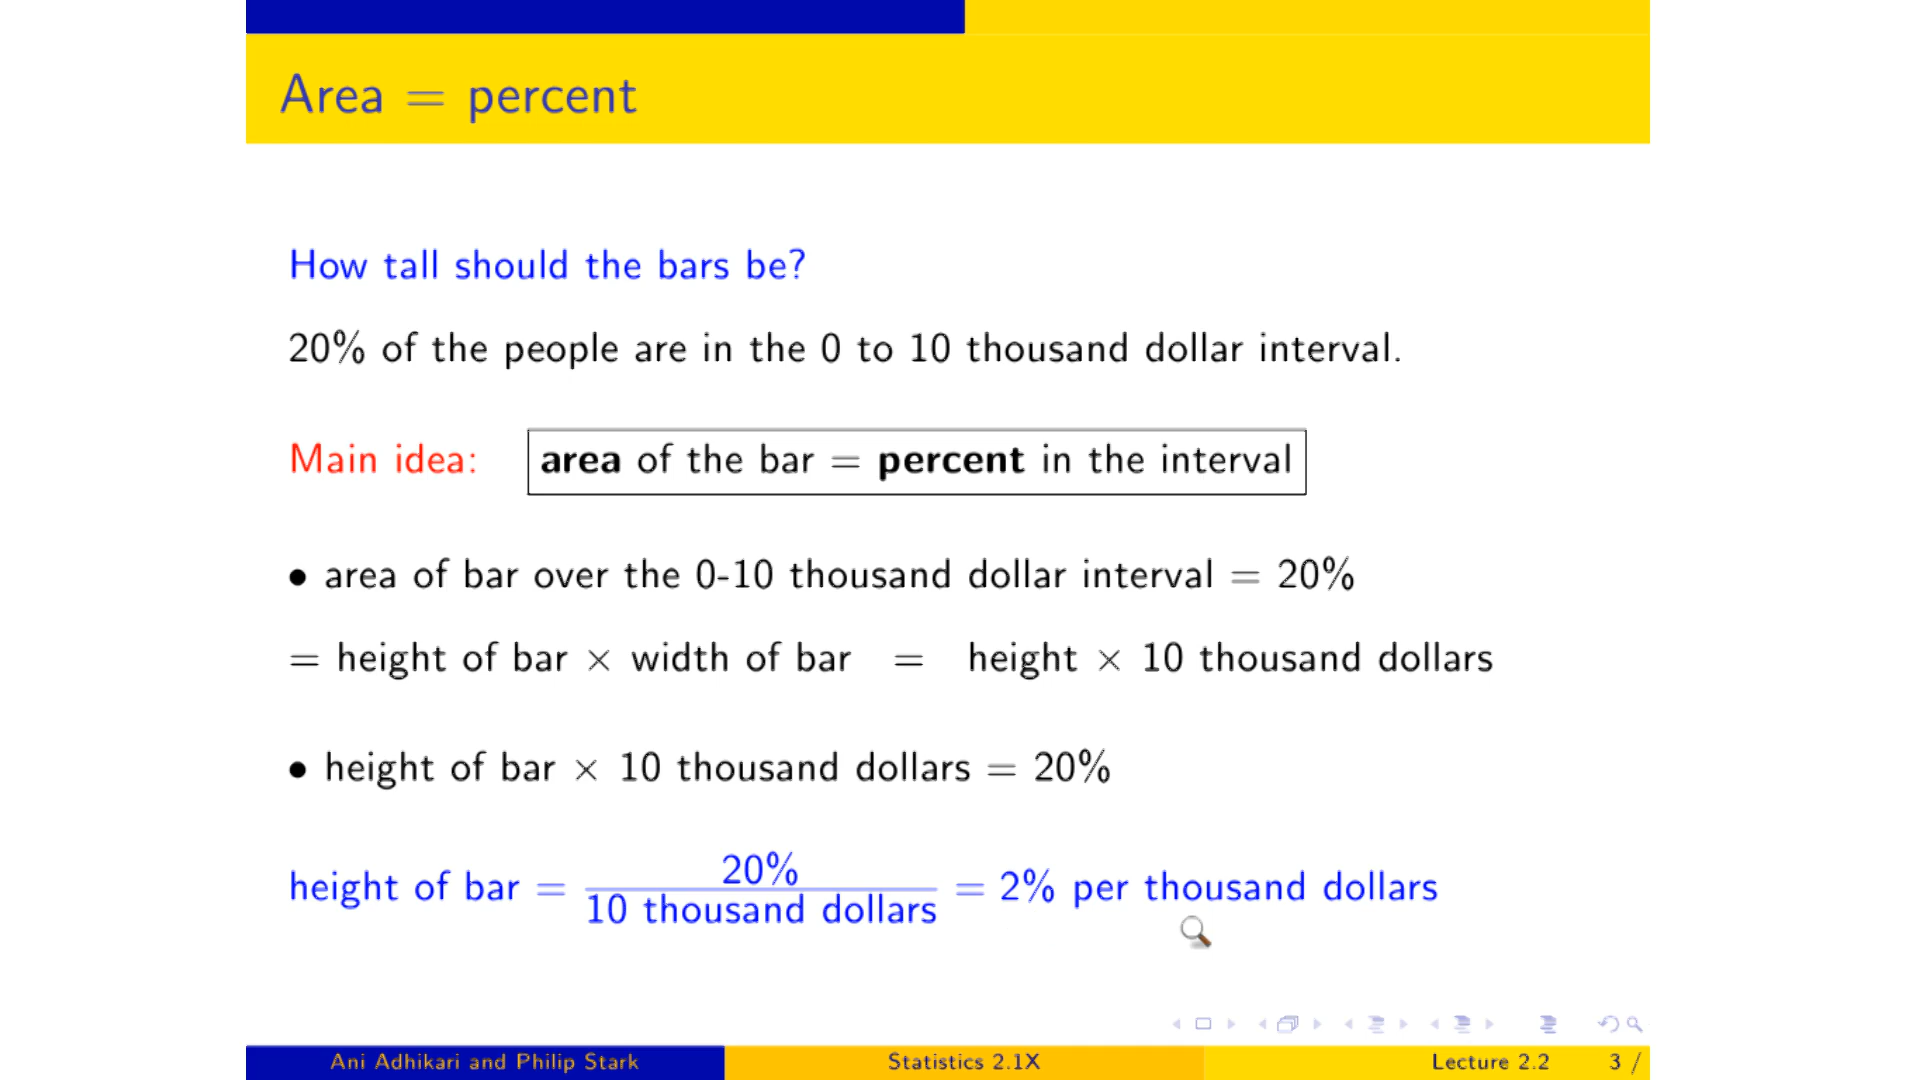 Area = percent
How tall should the bars be?
20% of the people are in the 0 to 10 thousand dollar interval.
Main idea: area of the bar = percent in the interval
• area of bar over the 0-10 thousand dollar interval = 20%
= height of bar × width of bar = height × 10 thousand dollars
• height of bar × 10 thousand dollars = 20%
height of bar = 20% / 10 thousand dollars = 2% per thousand dollars
Ani Adhikari and Philip Stark Statistics 2.1X Lecture 2.2 3 /